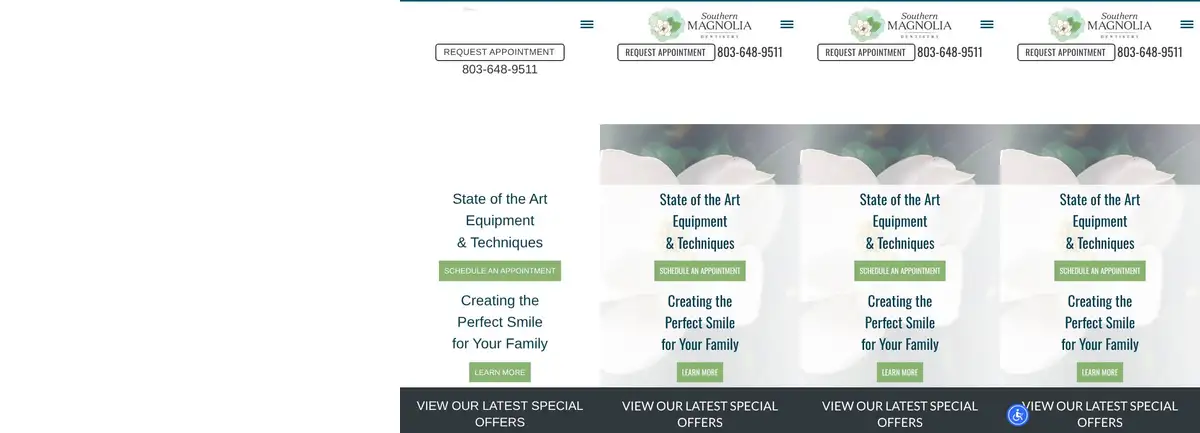 REQUEST APPOINTMENT
803-648-9511
State of the Art
Equipment
& Techniques
SCHEDULE AN APPOINTMENT
Creating the
Perfect Smile
for Your Family
LEARN MORE
VIEW OUR LATEST SPECIAL
OFFERS
Southern
MAGNOLIA
DENTISTRY
REQUEST APPOINTMENT 803-648-9511
State of the Art
Equipment
& Techniques
SCHEDULE AN APPOINTMENT
Creating the
Perfect Smile
for Your Family
LEARN MORE
VIEW OUR LATEST SPECIAL
OFFERS
Southern
MAGNOLIA
DENTISTRY
REQUEST APPOINTMENT 803-648-9511
State of the Art
Equipment
& Techniques
SCHEDULE AN APPOINTMENT
Creating the
Perfect Smile
for Your Family
LEARN MORE
VIEW OUR LATEST SPECIAL
OFFERS
Southern
MAGNOLIA
DENTISTRY
REQUEST APPOINTMENT 803-648-9511
State of the Art
Equipment
& Techniques
SCHEDULE AN APPOINTMENT
Creating the
Perfect Smile
for Your Family
LEARN MORE
VIEW OUR LATEST SPECIAL
OFFERS